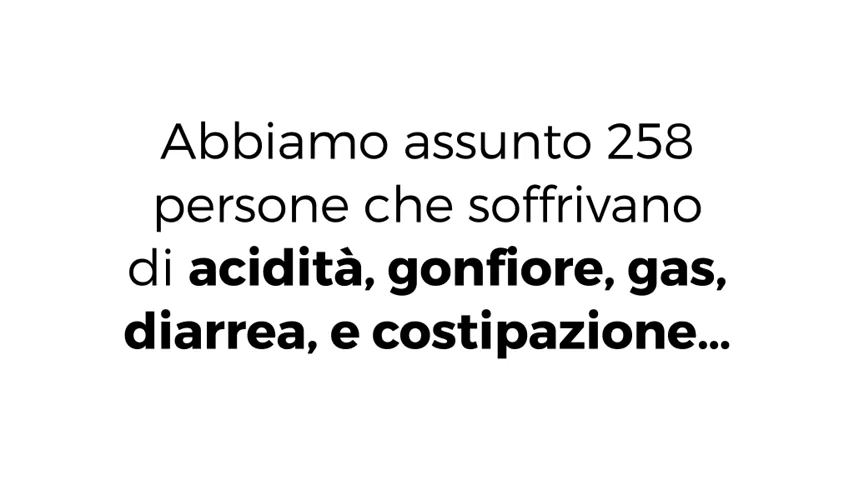 Abbiamo assunto 258
persone che soffrivano
di acidità, gonfiore, gas,
diarrea, e costipazione...